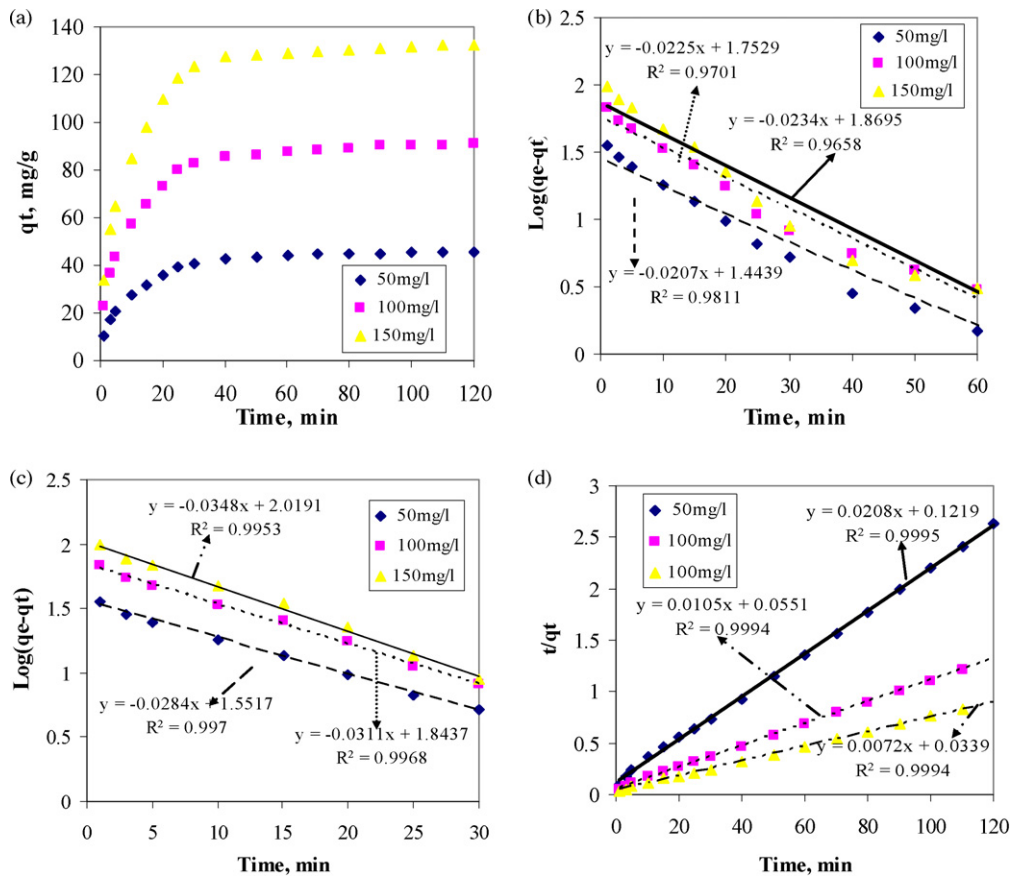 (a)
140
120
100
80
60
40
20
0
qt, mg/g
0 20 40 60 80 100 120
Time, min
50mg/l
100mg/l
150mg/l
(b)
2.5
2
1.5
1
0.5
0
Log(qe-qt)
0 10 20 30 40 50 60
Time, min
y = -0.0225x + 1.7529
R² = 0.9701
y = -0.0234x + 1.8695
R² = 0.9658
y = -0.0207x + 1.4439
R² = 0.9811
50mg/l
100mg/l
150mg/l
(c)
2.5
2
1.5
1
0.5
0
Log(qe-qt)
0 5 10 15 20 25 30
Time, min
y = -0.0348x + 2.0191
R² = 0.9953
y = -0.0284x + 1.5517
R² = 0.997
y = -0.0311x + 1.8437
R² = 0.9968
50mg/l
100mg/l
150mg/l
(d)
3
2.5
2
1.5
1
0.5
0
t/qt
0 20 40 60 80 100 120
Time, min
50mg/l
100mg/l
100mg/l
y = 0.0208x + 0.1219
R² = 0.9995
y = 0.0105x + 0.0551
R² = 0.9994
y = 0.0072x + 0.0339
R² = 0.9994